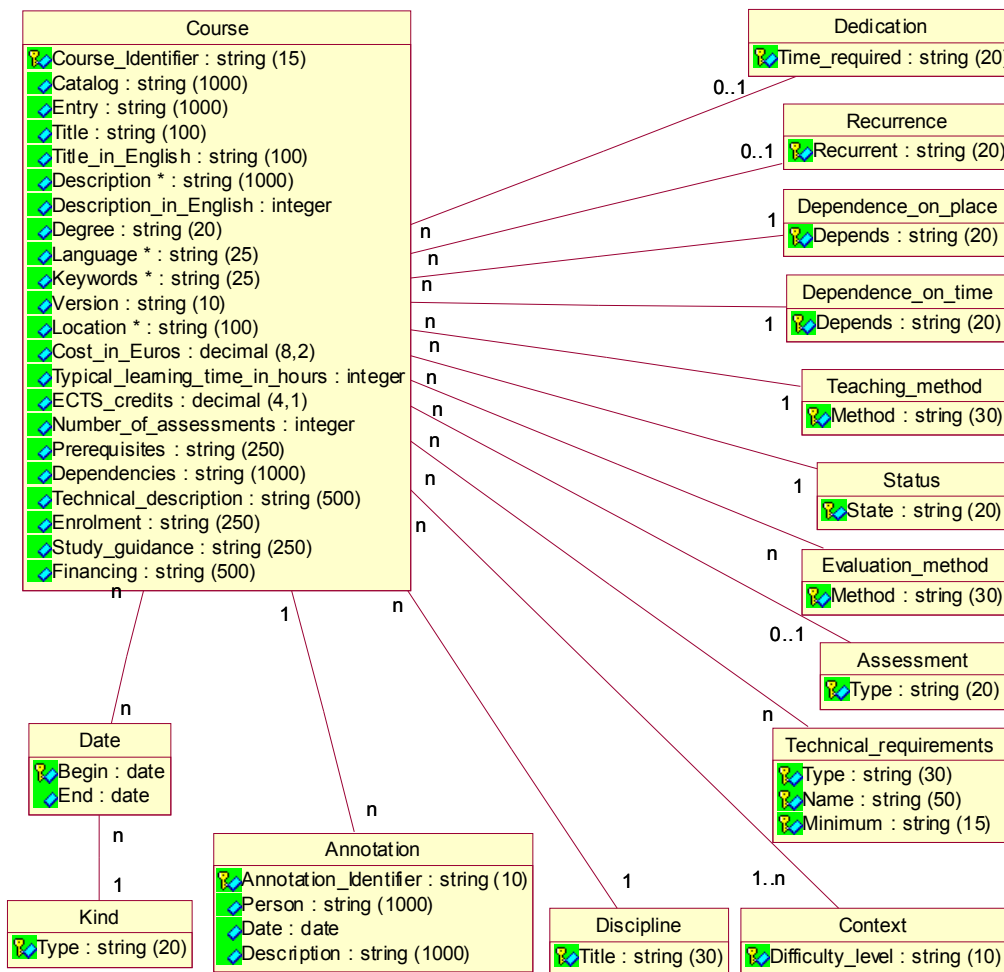 Course
Course_Identifier : string (15)
Catalog : string (1000)
Entry : string (1000)
Title : string (100)
Title_in_English : string (100)
Description * : string (1000)
Description_in_English : integer
Degree : string (20)
Language * : string (25)
Keywords * : string (25)
Version : string (10)
Location * : string (100)
Cost_in_Euros : decimal (8,2)
Typical_learning_time_in_hours : integer
ECTS_credits : decimal (4,1)
Number_of_assessments : integer
Prerequisites : string (250)
Dependencies : string (1000)
Technical_description : string (500)
Enrolment : string (250)
Study_guidance : string (250)
Financing : string (500)
Dedication
Time_required : string (20)
0..1
n
Recurrence
Recurrent : string (20)
0..1
n
Dependence_on_place
Depends : string (20)
1
n
Dependence_on_time
Depends : string (20)
1
n
Teaching_method
Method : string (30)
1
n
Status
State : string (20)
1
n
Evaluation_method
Method : string (30)
n
n
Assessment
Type : string (20)
0..1
n
Technical_requirements
Type : string (30)
Name : string (50)
Minimum : string (15)
n
n
Context
Difficulty_level : string (10)
1..n
n
Discipline
Title : string (30)
1
1
n
Annotation
Annotation_Identifier : string (10)
Person : string (1000)
Date : date
Description : string (1000)
n
n
Date
Begin : date
End : date
n
1
Kind
Type : string (20)